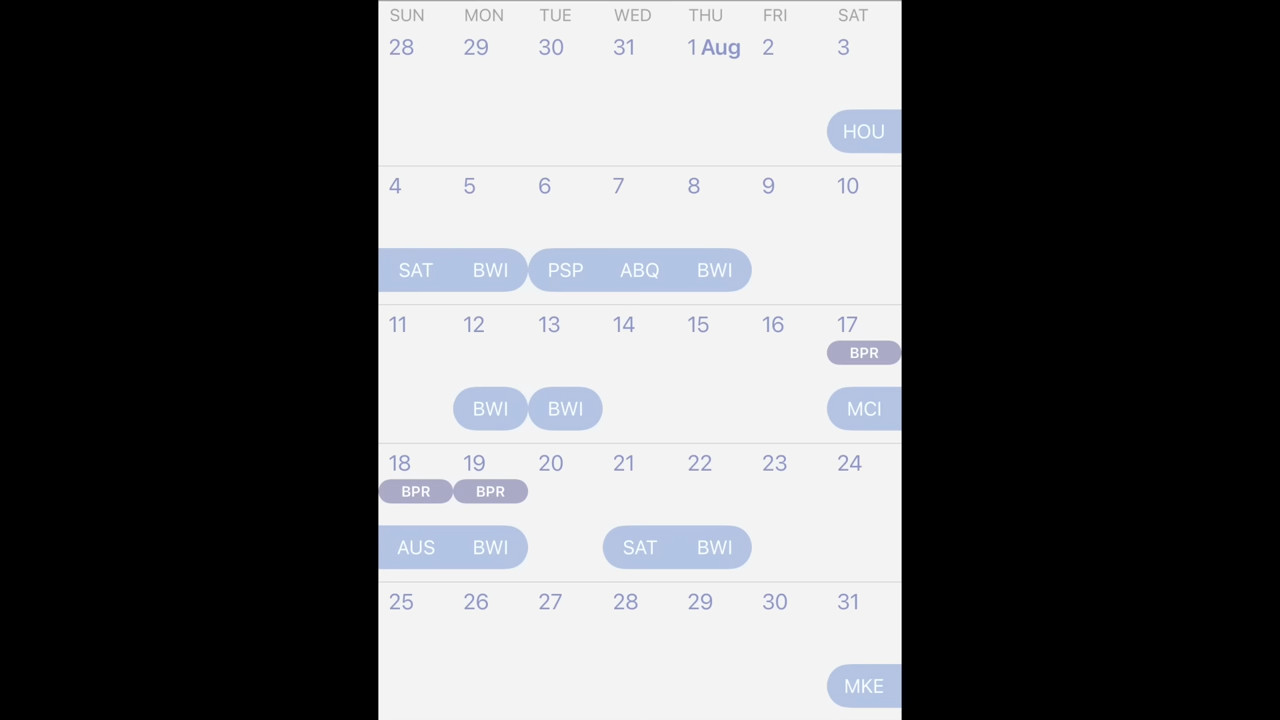 SUN MON TUE WED THU FRI SAT
28 29 30 31 1 Aug 2 3
HOU
4 5 6 7 8 9 10
SAT BWI PSP ABQ BWI
11 12 13 14 15 16 17
BPR
BWI BWI MCI
18 19 20 21 22 23 24
BPR BPR
AUS BWI SAT BWI
25 26 27 28 29 30 31
MKE